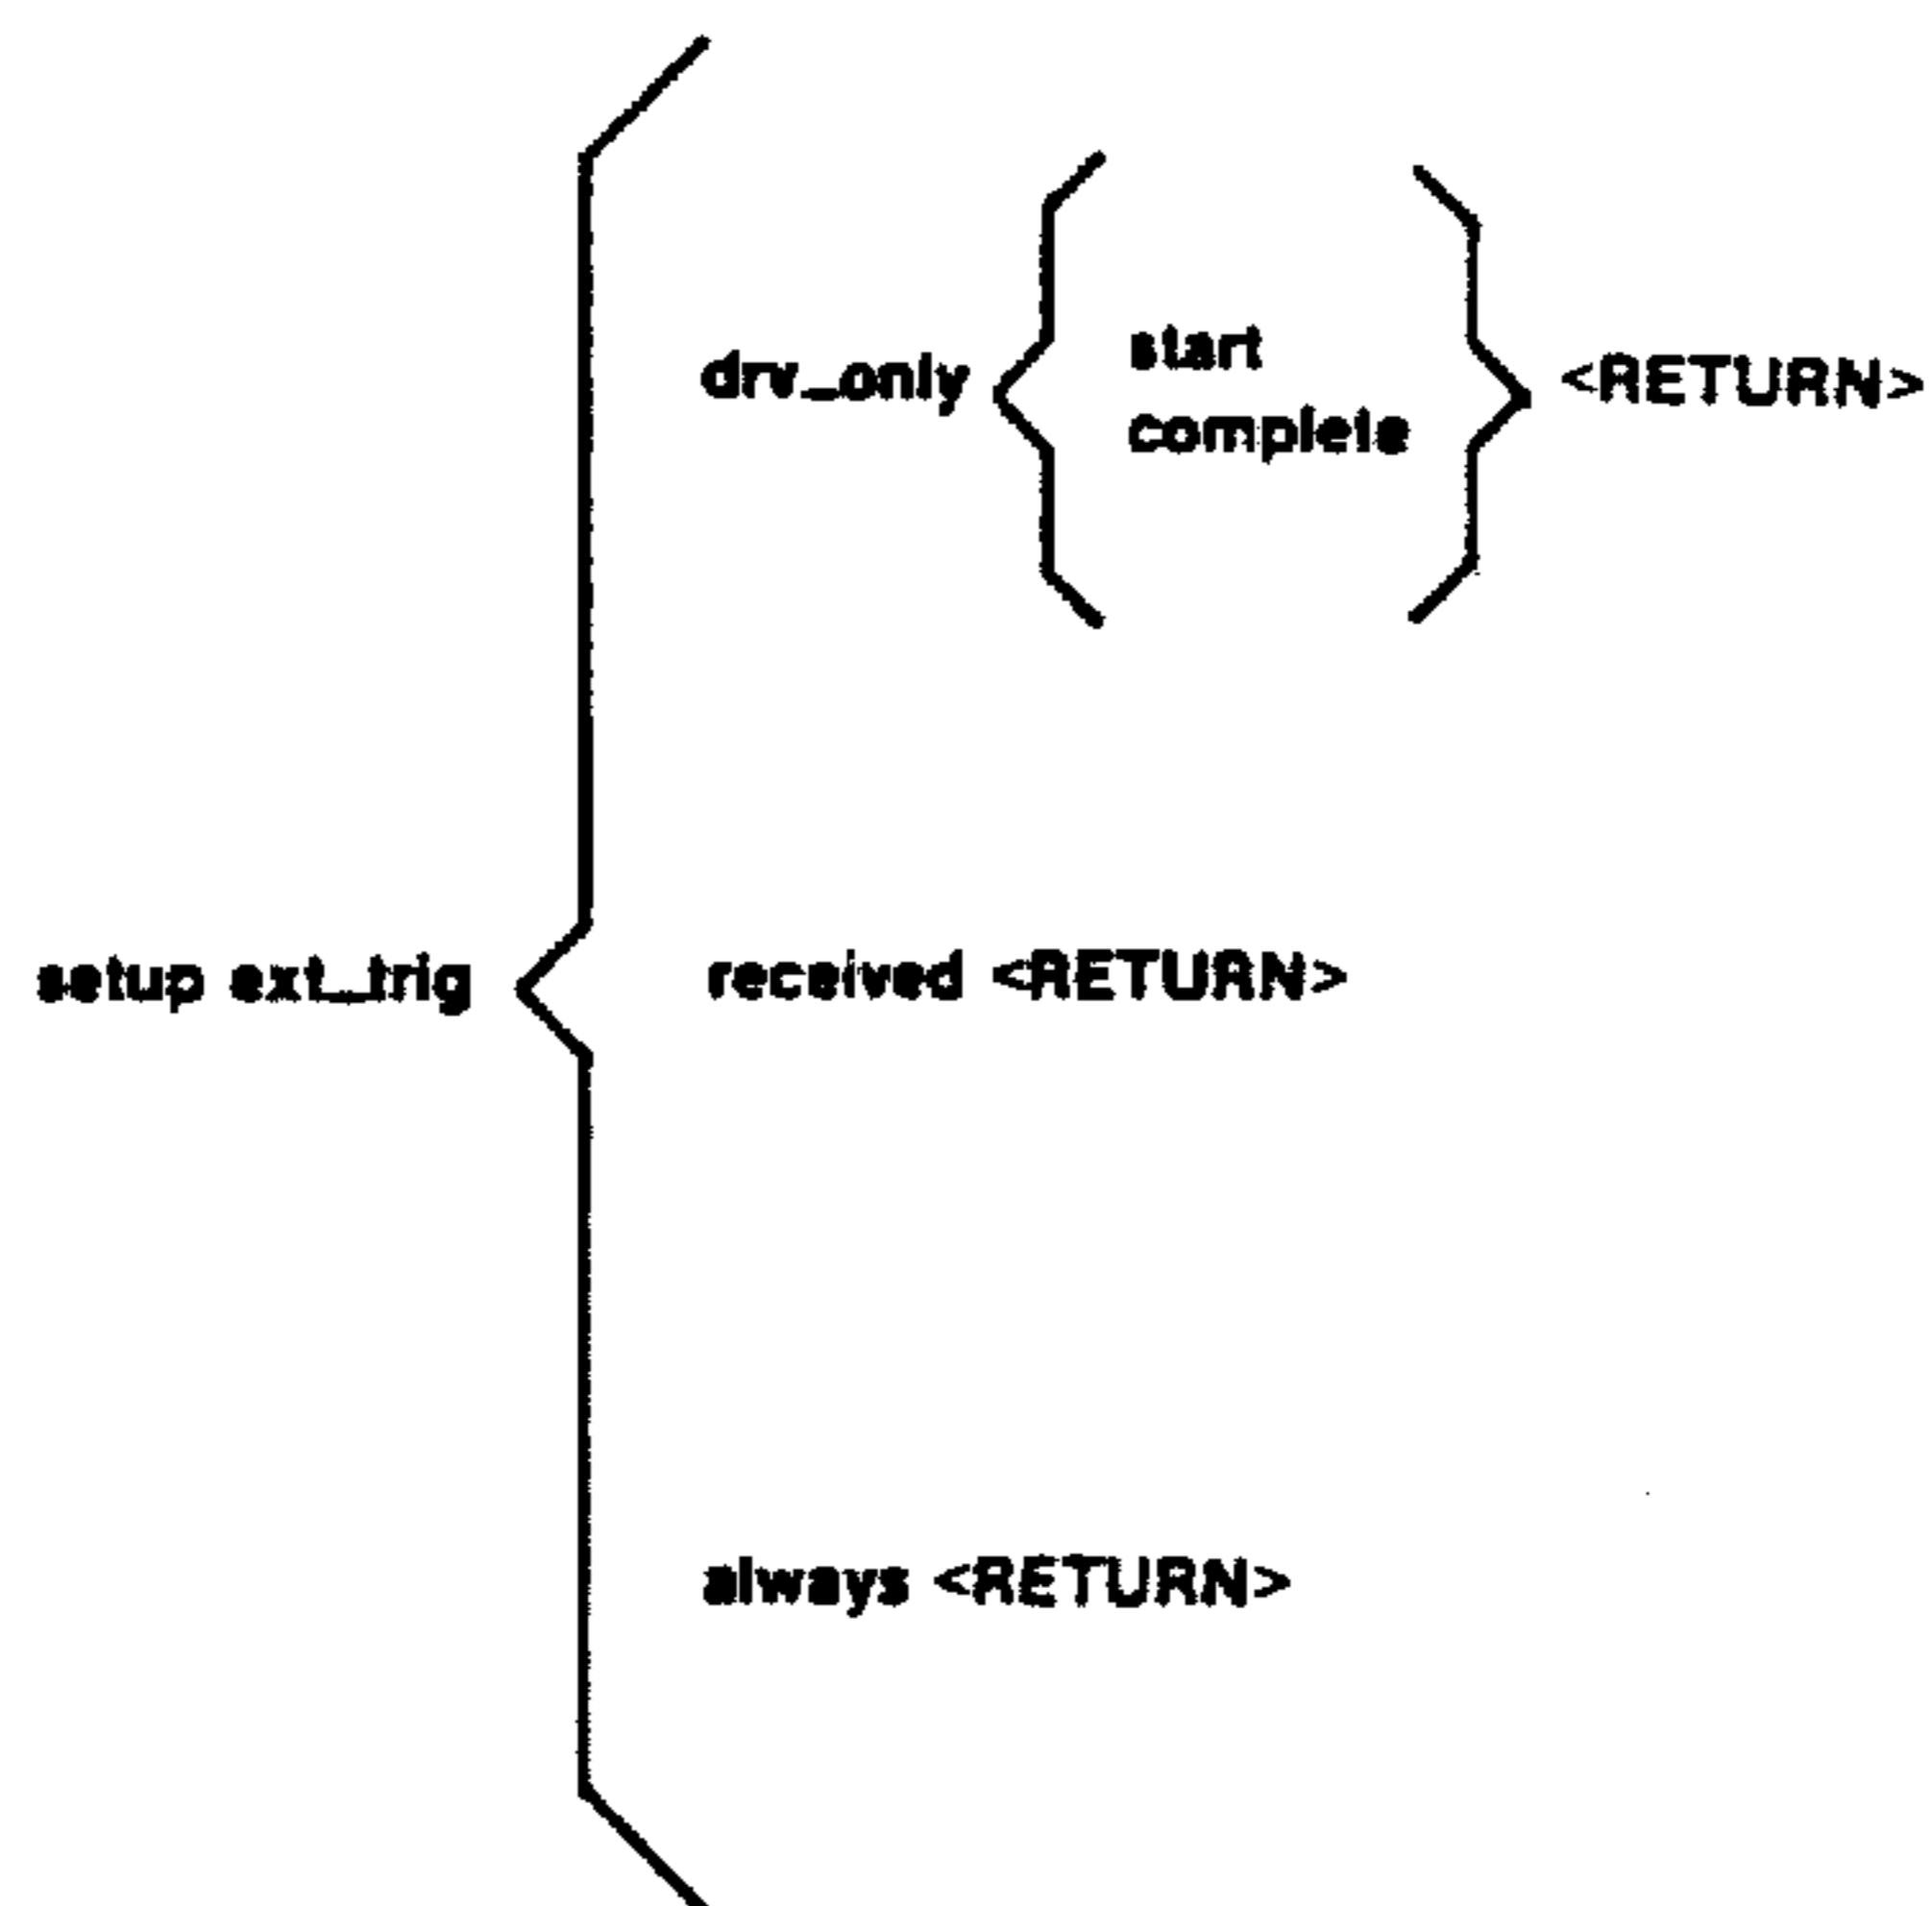 start
drv_only <RETURN>
complete
setup ext_trig received <RETURN>
always <RETURN>